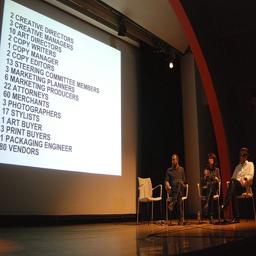 2 CREATIVE DIRECTORS
3 CREATIVE MANAGERS
10 ART DIRECTORS
2 COPY WRITERS
1 COPY MANAGER
2 COPY EDITORS
13 STEERING COMMITTEE MEMBERS
3 MARKETING PLANNERS
6 MARKETING PRODUCERS
22 ATTORNEYS
60 MERCHANTS
3 PHOTOGRAPHERS
17 STYLISTS
1 ART BUYER
3 PRINT BUYERS
1 PACKAGING ENGINEER
80 VENDORS